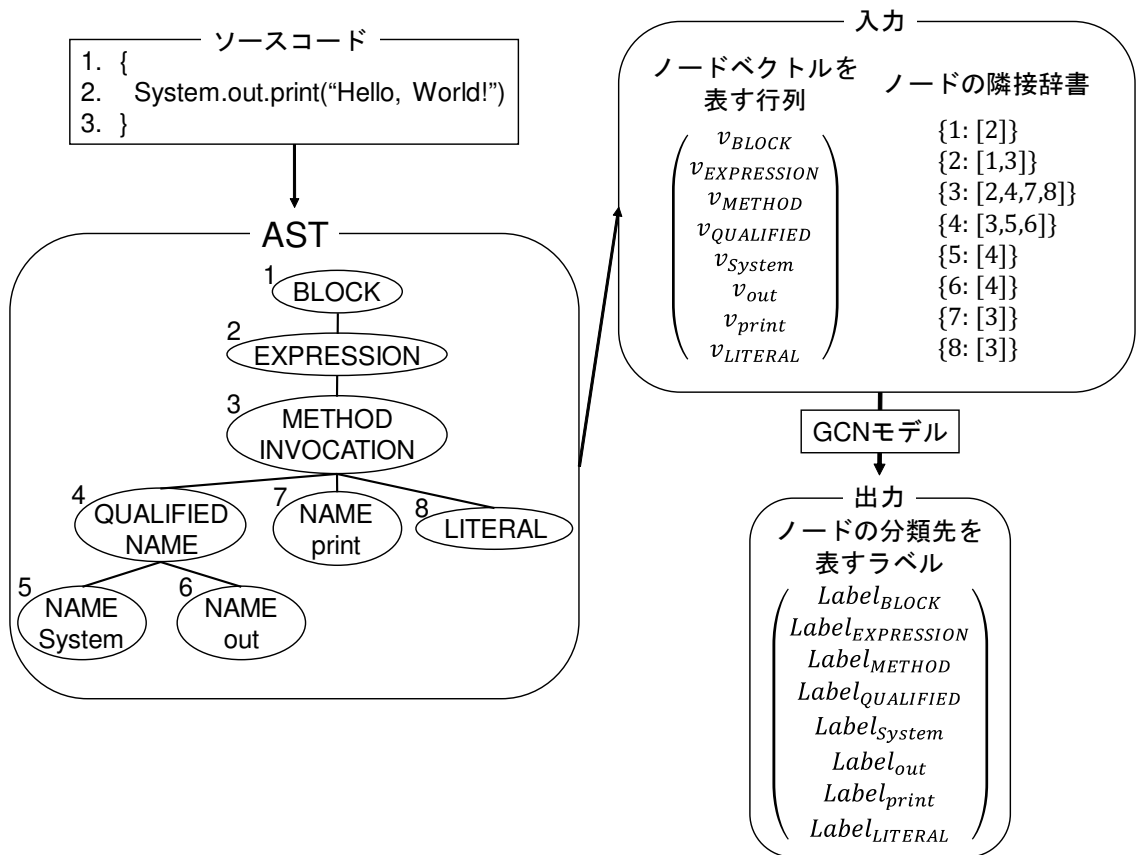 ソースコード
1. {
2. System.out.print(“Hello, World!”)
3. }
AST
1
BLOCK
2
EXPRESSION
3
METHOD
INVOCATION
4
QUALIFIED
NAME
7
NAME
print
8
LITERAL
5
NAME
System
6
NAME
out
入力
ノードベクトルを
表す行列
v_BLOCK
v_EXPRESSION
v_METHOD
v_QUALIFIED
v_System
v_out
v_print
v_LITERAL
ノードの隣接辞書
{1: [2]}
{2: [1,3]}
{3: [2,4,7,8]}
{4: [3,5,6]}
{5: [4]}
{6: [4]}
{7: [3]}
{8: [3]}
GCNモデル
出力
ノードの分類先を
表すラベル
Label_BLOCK
Label_EXPRESSION
Label_METHOD
Label_QUALIFIED
Label_System
Label_out
Label_print
Label_LITERAL